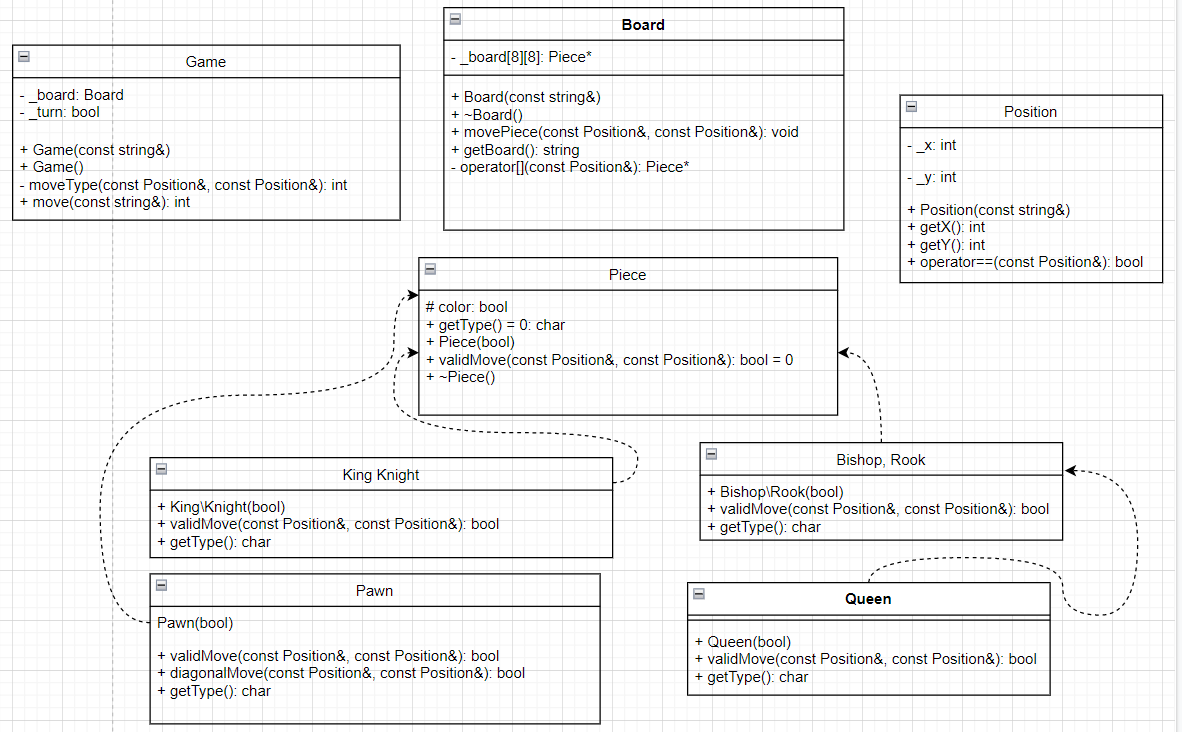 Game
- _board: Board
- _turn: bool
+ Game(const string&)
+ Game()
- moveType(const Position&, const Position&): int
+ move(const string&): int
Board
- _board[8][8]: Piece*
+ Board(const string&)
+ ~Board()
+ movePiece(const Position&, const Position&): void
+ getBoard(): string
- operator[](const Position&): Piece*
Position
- _x: int
- _y: int
+ Position(const string&)
+ getX(): int
+ getY(): int
+ operator==(const Position&): bool
Piece
# color: bool
+ getType() = 0: char
+ Piece(bool)
+ validMove(const Position&, const Position&): bool = 0
+ ~Piece()
King Knight
+ King\Knight(bool)
+ validMove(const Position&, const Position&): bool
+ getType(): char
Bishop, Rook
+ Bishop\Rook(bool)
+ validMove(const Position&, const Position&): bool
+ getType(): char
Pawn
Pawn(bool)
+ validMove(const Position&, const Position&): bool
+ diagonalMove(const Position&, const Position&): bool
+ getType(): char
Queen
+ Queen(bool)
+ validMove(const Position&, const Position&): bool
+ getType(): char